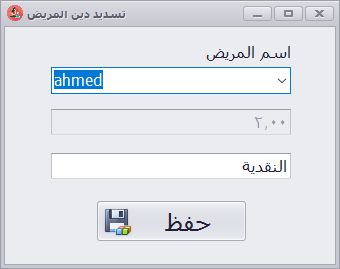 تسديد دين المريض
اسم المريض
ahmed
٢,٠٠
النقدية
حفظ